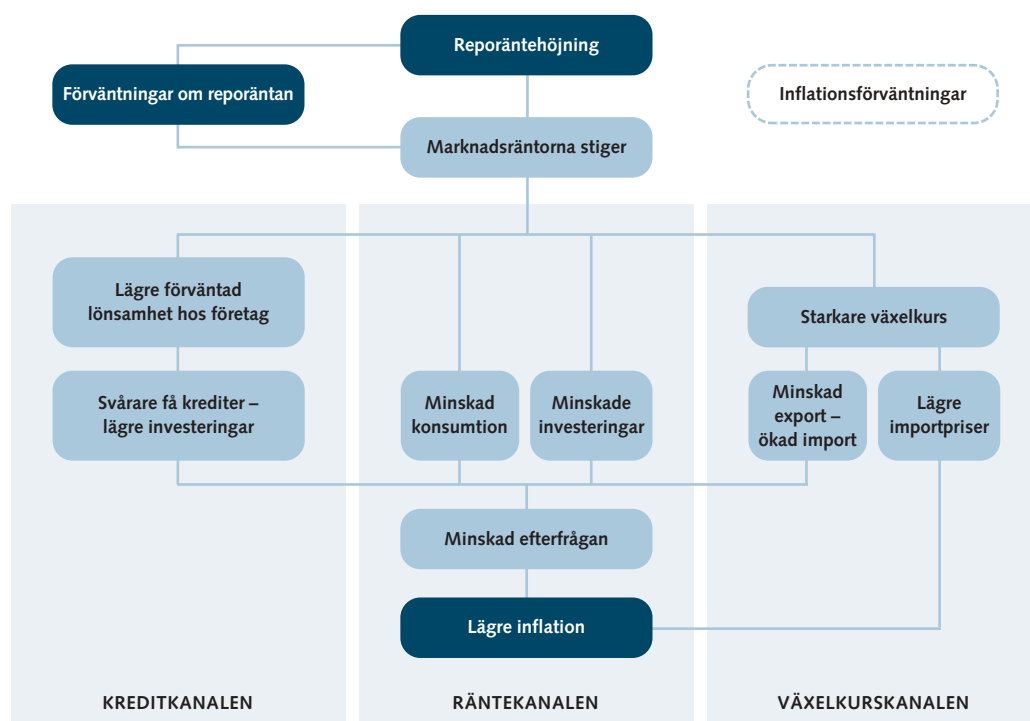 Reporäntehöjning
Förväntningar om reporäntan
Inflationsförväntningar
Marknadsräntorna stiger
Lägre förväntad
lönsamhet hos företag
Starkare växelkurs
Svårare få krediter –
lägre investeringar
Minskad
konsumtion
Minskade
investeringar
Minskad
export –
ökad import
Lägre
importpriser
Minskad efterfrågan
Lägre inflation
KREDITKANALEN
RÄNTEKANALEN
VÄXELKURSKANALEN